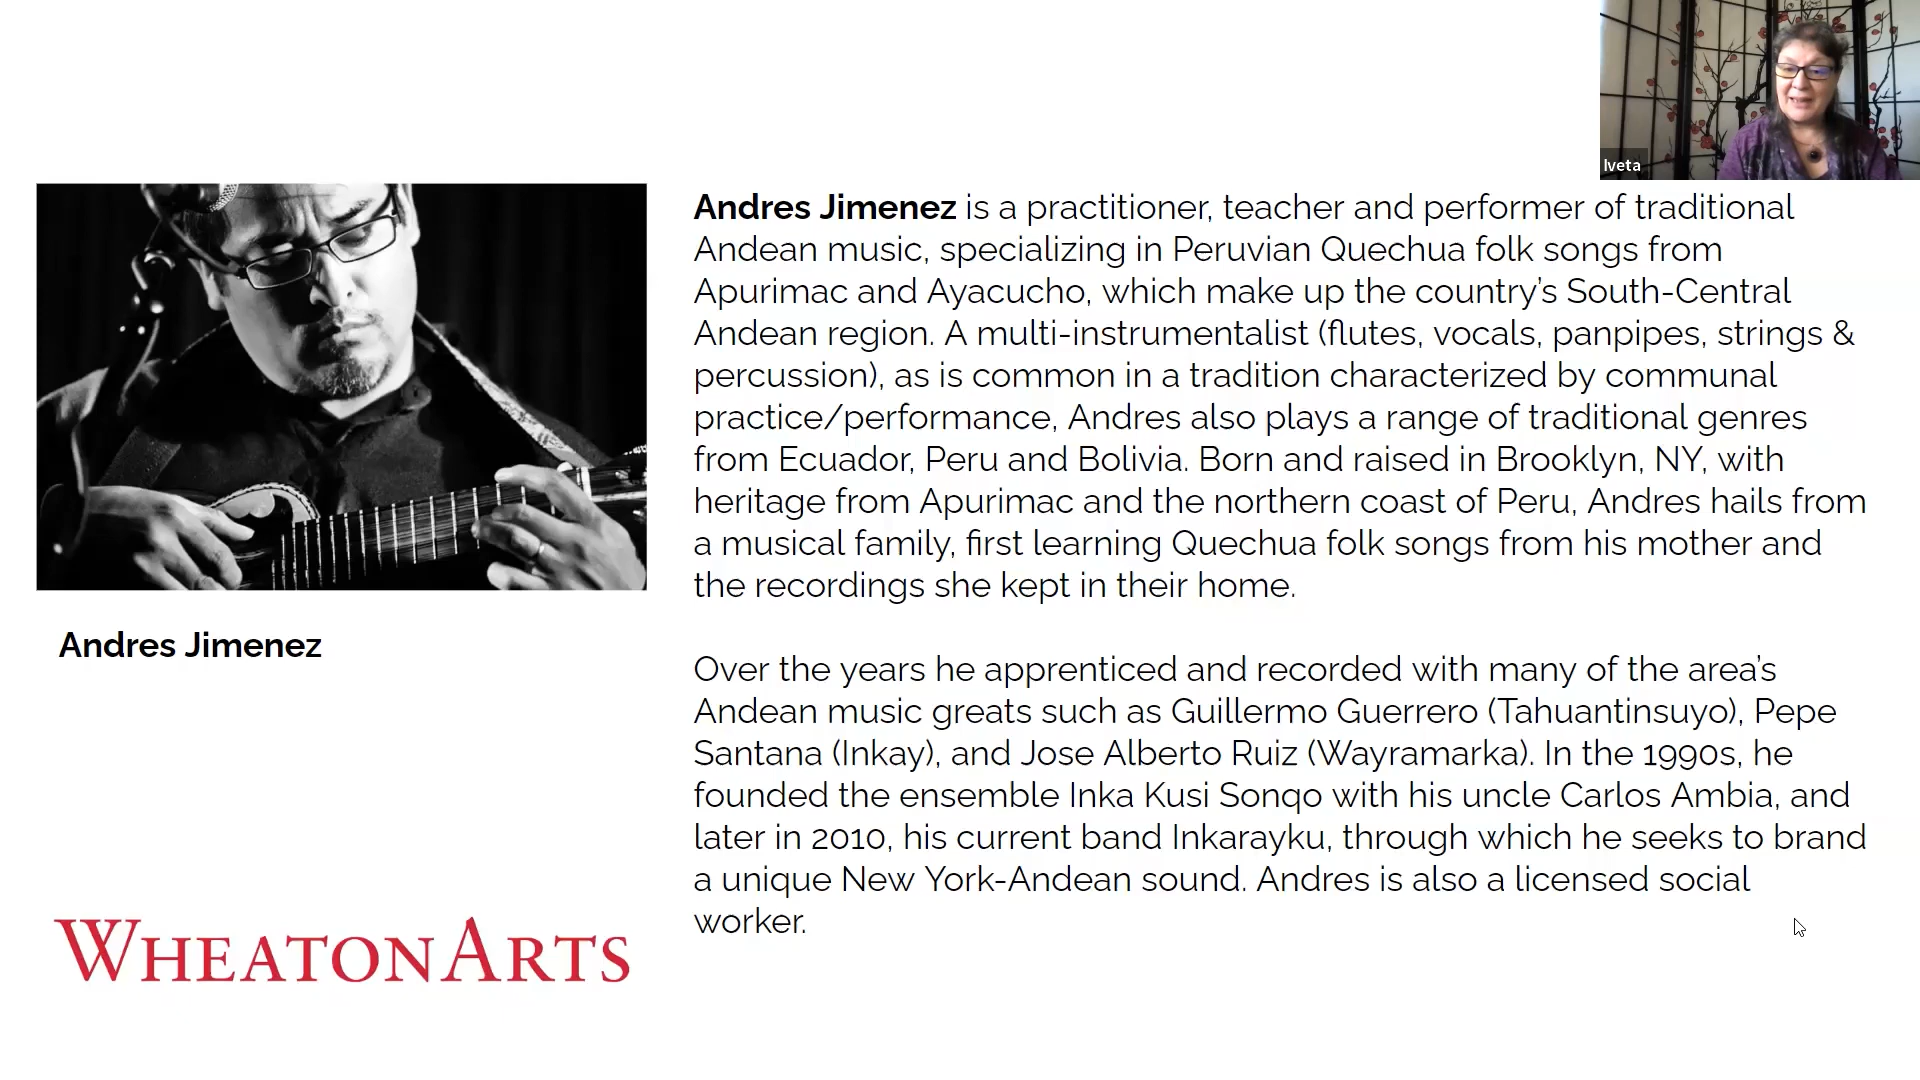 Iveta
Andres Jimenez is a practitioner, teacher and performer of traditional
Andean music, specializing in Peruvian Quechua folk songs from
Apurimac and Ayacucho, which make up the country’s South-Central
Andean region. A multi-instrumentalist (flutes, vocals, panpipes, strings &
percussion), as is common in a tradition characterized by communal
practice/performance, Andres also plays a range of traditional genres
from Ecuador, Peru and Bolivia. Born and raised in Brooklyn, NY, with
heritage from Apurimac and the northern coast of Peru, Andres hails from
a musical family, first learning Quechua folk songs from his mother and
the recordings she kept in their home.
Over the years he apprenticed and recorded with many of the area’s
Andean music greats such as Guillermo Guerrero (Tahuantinsuyo), Pepe
Santana (Inkay), and Jose Alberto Ruiz (Wayramarka). In the 1990s, he
founded the ensemble Inka Kusi Sonqo with his uncle Carlos Ambia, and
later in 2010, his current band Inkarayku, through which he seeks to brand
a unique New York-Andean sound. Andres is also a licensed social
worker.
Andres Jimenez
WHEATONARTS